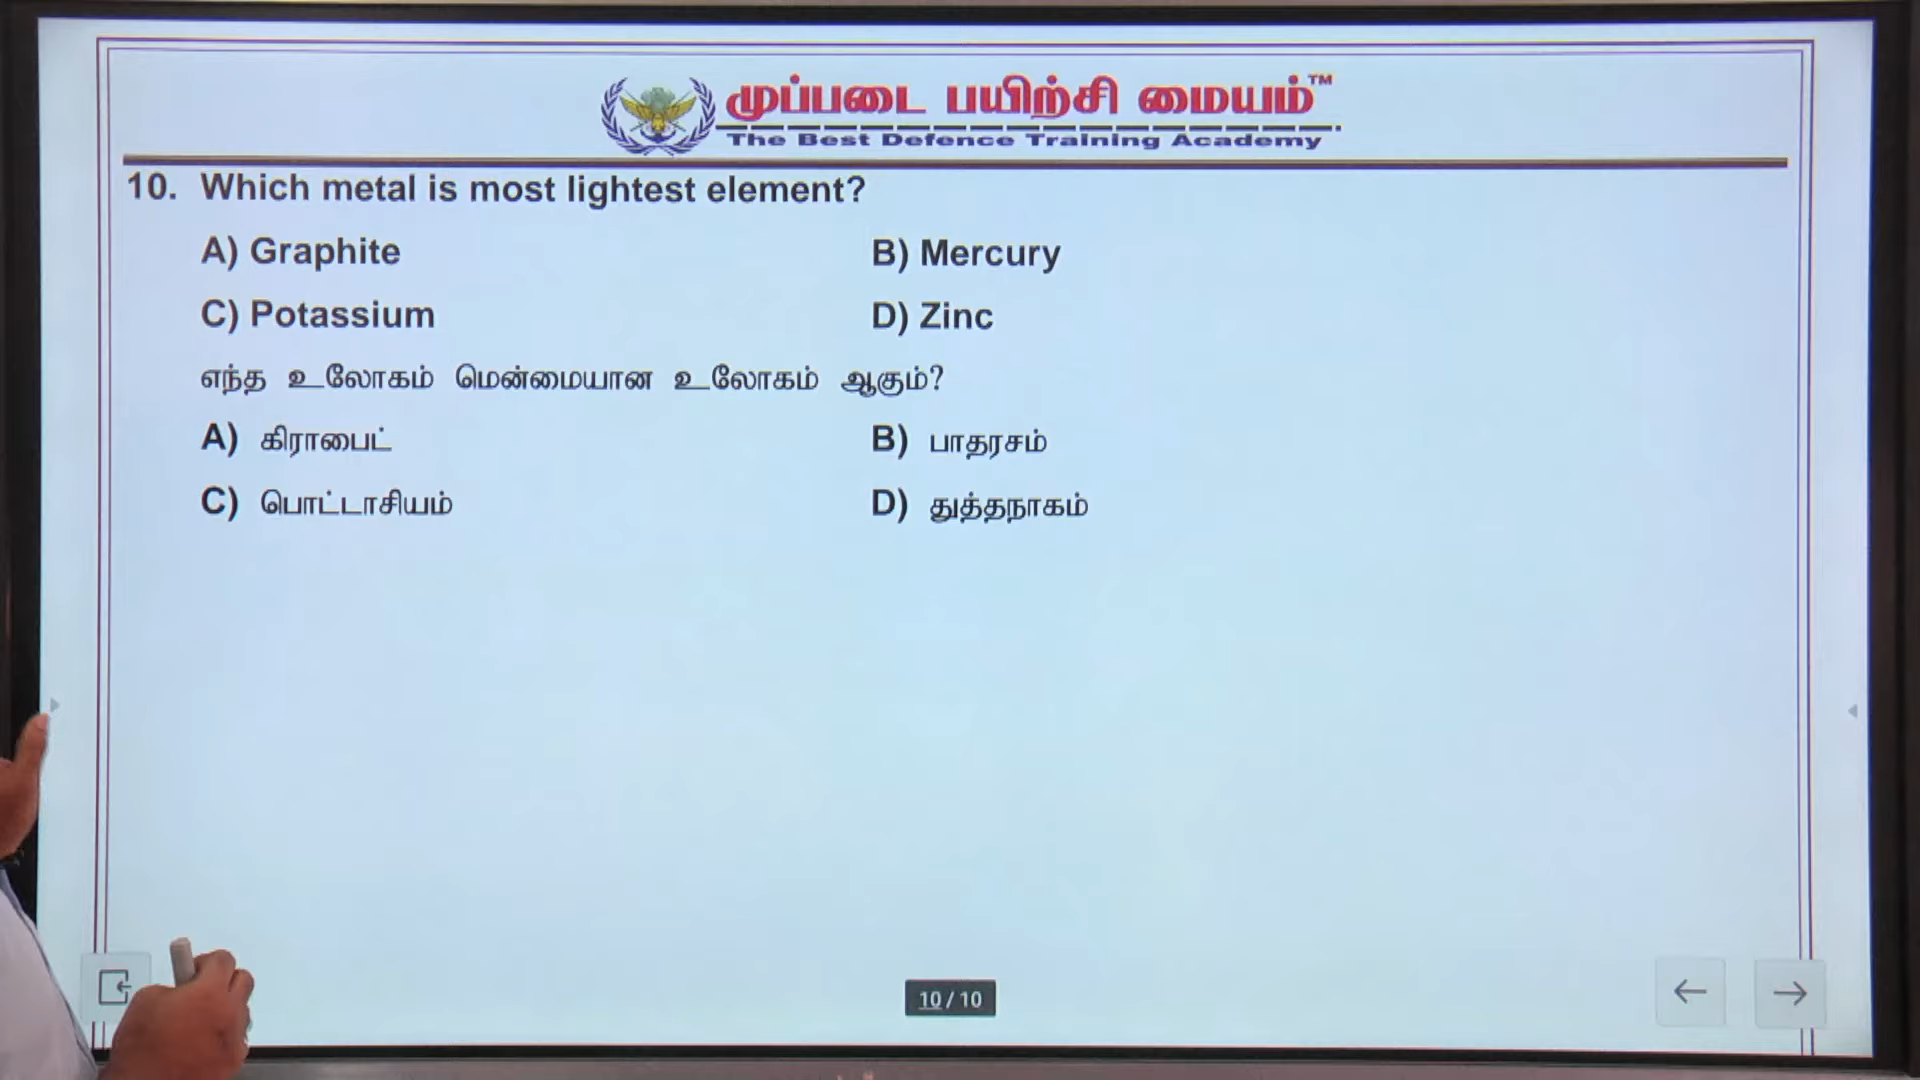 முப்படை பயிற்சி மையம்™
The Best Defence Training Academy
10. Which metal is most lightest element?
A) Graphite B) Mercury
C) Potassium D) Zinc
எந்த உலோகம் மென்மையான உலோகம் ஆகும்?
A) கிராபைட் B) பாதரசம்
C) பொட்டாசியம் D) துத்தநாகம்
10 / 10